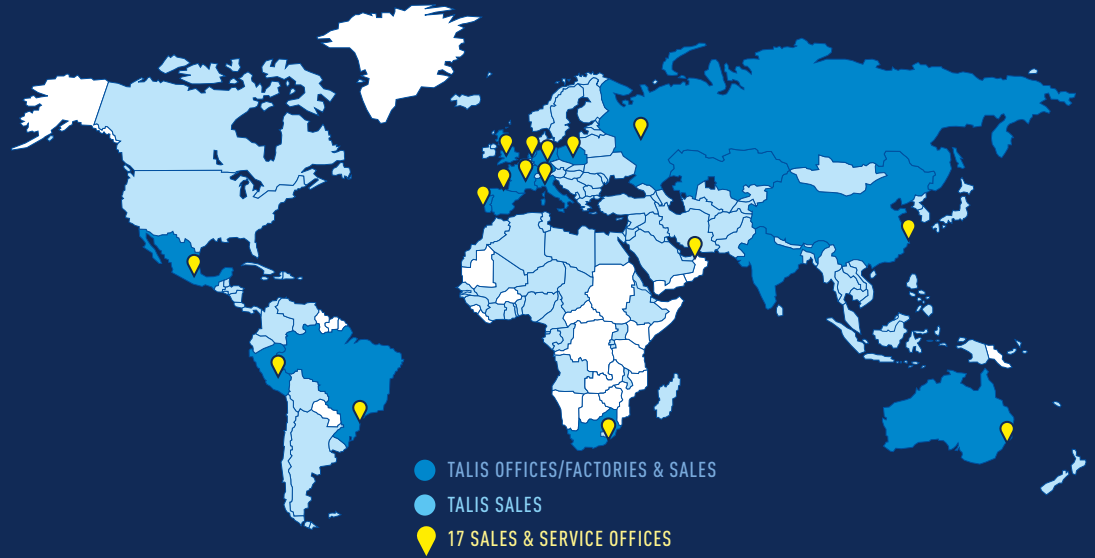 TALIS OFFICES/FACTORIES & SALES
TALIS SALES
17 SALES & SERVICE OFFICES